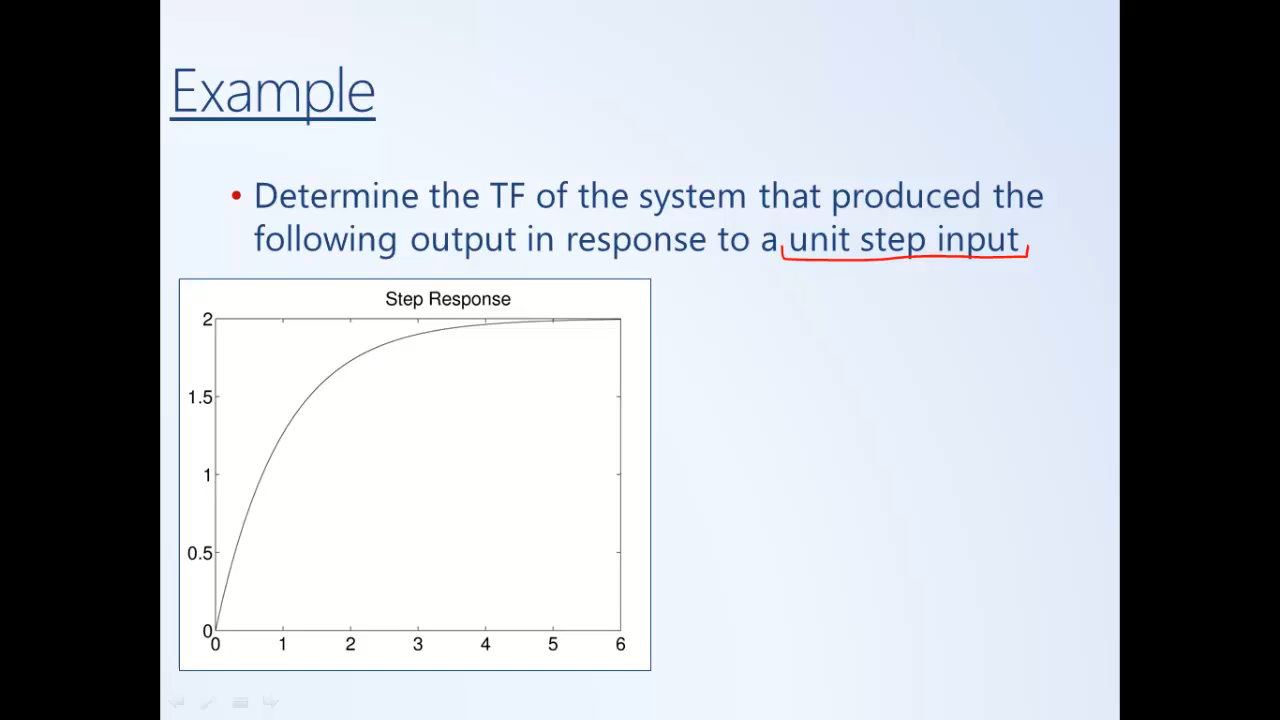 Example
• Determine the TF of the system that produced the
following output in response to a unit step input
Step Response
2
1.5
1
0.5
0
0 1 2 3 4 5 6